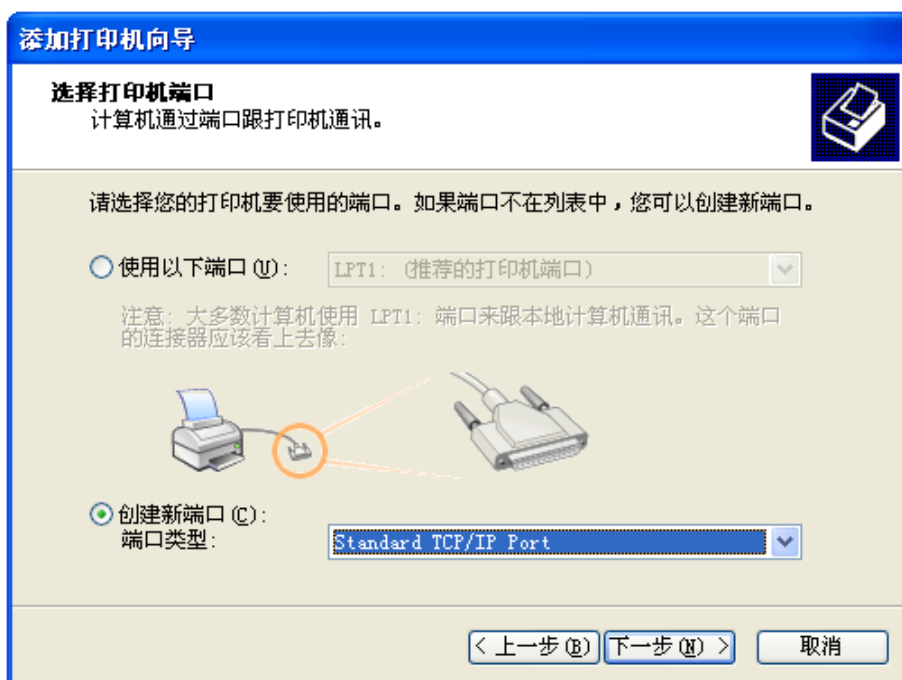 添加打印机向导
选择打印机端口
计算机通过端口跟打印机通讯。
请选择您的打印机要使用的端口。如果端口不在列表中，您可以创建新端口。
使用以下端口(U): LPT1: (推荐的打印机端口)
注意: 大多数计算机使用 LPT1: 端口来跟本地计算机通讯。这个端口
的连接器应该看上去像:
创建新端口(C):
端口类型: Standard TCP/IP Port
< 上一步(B) 下一步(N) > 取消